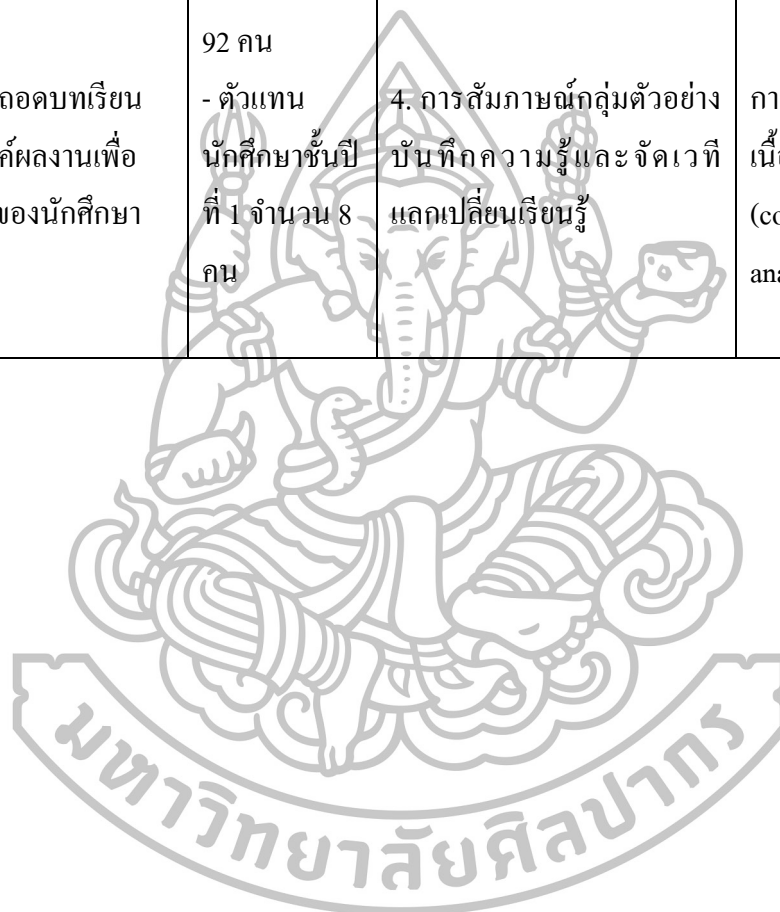 92 คน
ถอดบทเรียน
- ตัวแทน
4. การสัมภาษณ์กลุ่มตัวอย่าง
ค์ผลงานเพื่อ
นักศึกษาชั้นปี
บันทึกความรู้และจัดเวที
ของนักศึกษา
ที่ 1 จำนวน 8
แลกเปลี่ยนเรียนรู้
คน
มหาวิทยาลัยศิลปากร